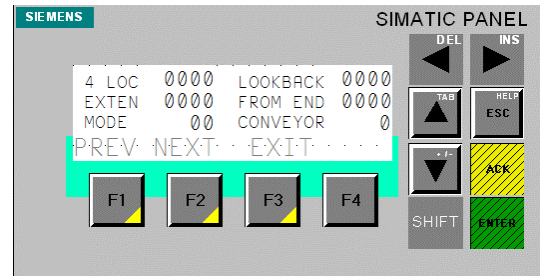 SIEMENS SIMATIC PANEL
DEL INS
4 LOC 0000 LOOKBACK 0000
EXTEN 0000 FROM END 0000
MODE 00 CONVEYOR 0
PREV NEXT EXIT
TAB HELP
ESC
+/-
ACK
F1 F2 F3 F4
SHIFT ENTER